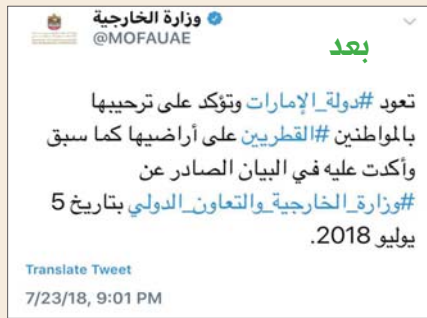 وزارة الخارجية
@MOFAUAE
بعد
تعود #دولة_الإمارات وتؤكد على ترحيبها
بالمواطنين #القطريين على أراضيها كما سبق
وأكدت عليه في البيان الصادر عن
#وزارة_الخارجية_والتعاون_الدولي بتاريخ 5
يوليو 2018.
Translate Tweet
7/23/18, 9:01 PM